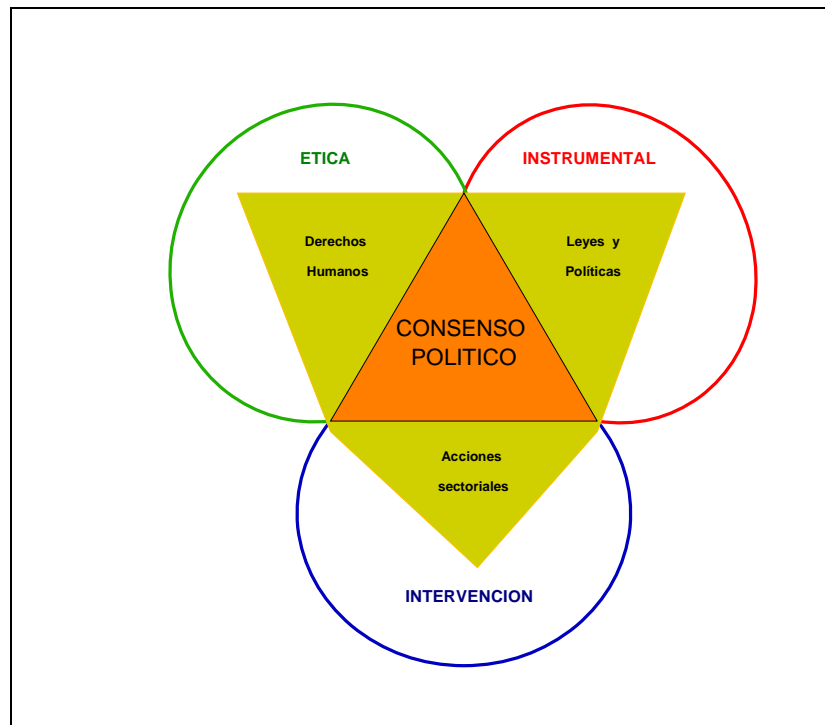 ETICA
INSTRUMENTAL
Derechos
Humanos
Leyes y
Políticas
CONSENSO
POLITICO
Acciones
sectoriales
INTERVENCION